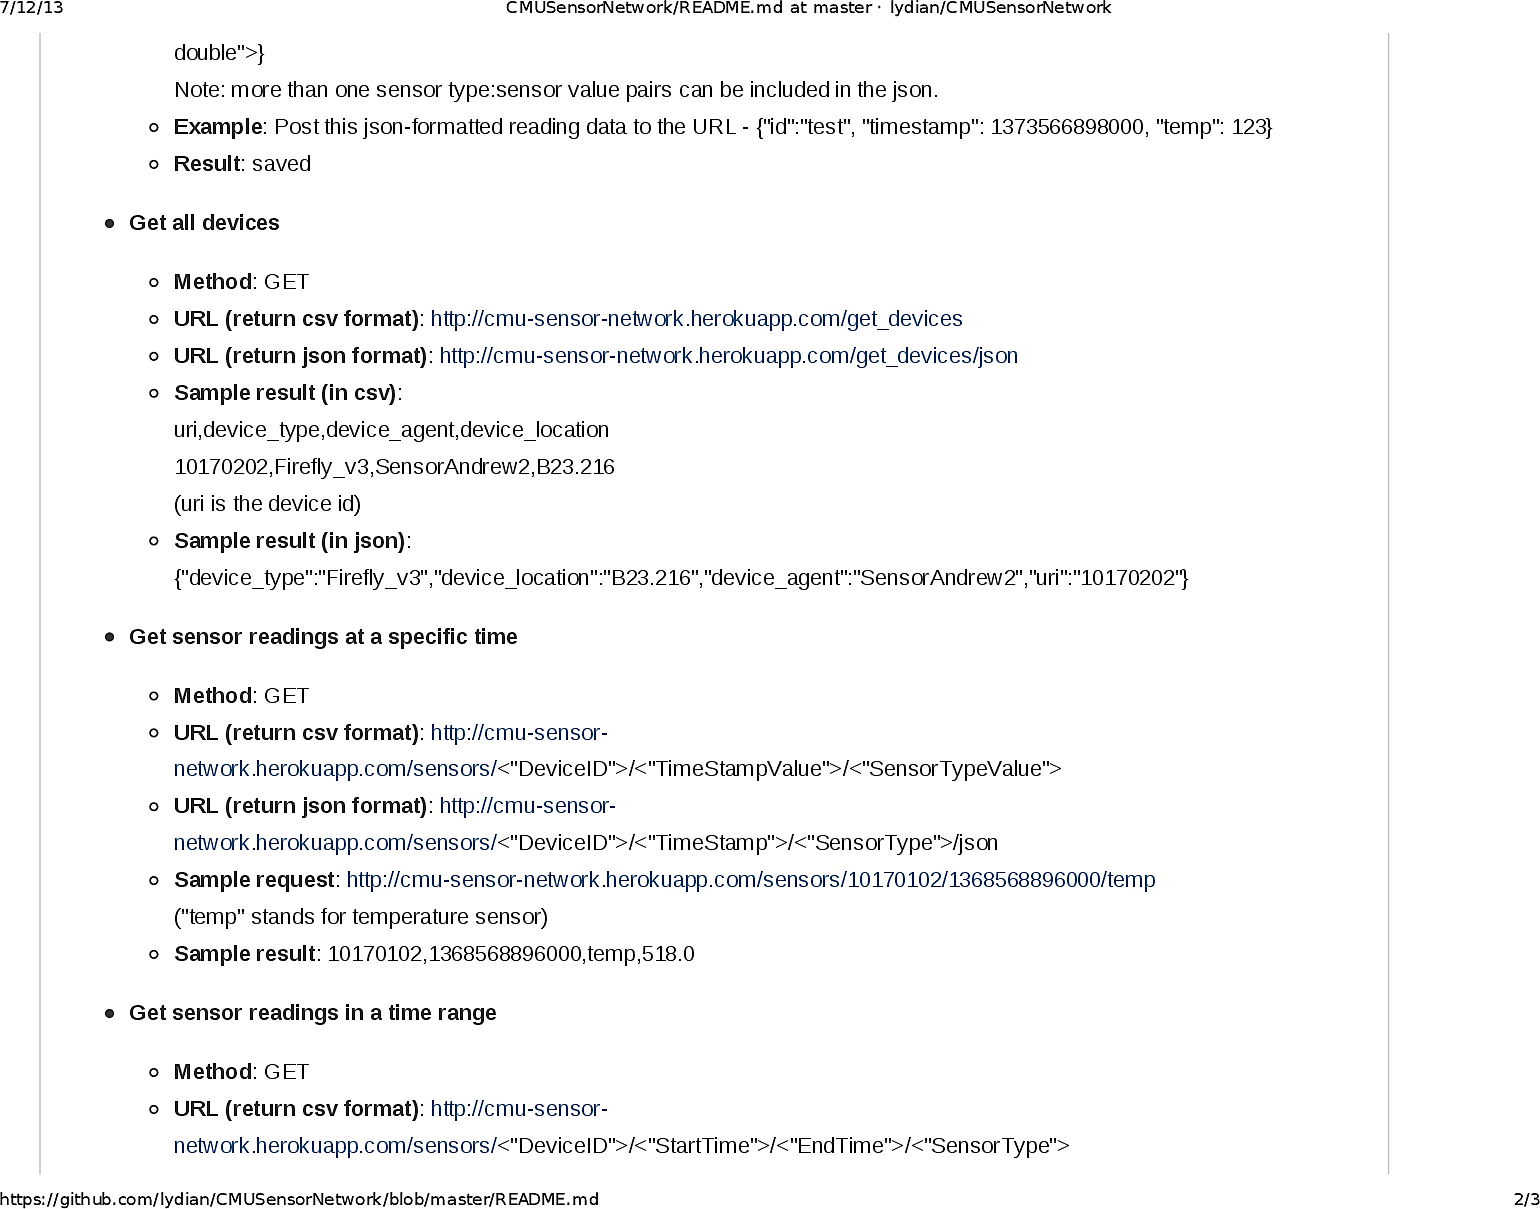 7/12/13 CMUSensorNetwork/README.md at master · lydian/CMUSensorNetwork
double">}
Note: more than one sensor type:sensor value pairs can be included in the json.
Example: Post this json-formatted reading data to the URL - {"id":"test", "timestamp": 1373566898000, "temp": 123}
Result: saved
Get all devices
Method: GET
URL (return csv format): http://cmu-sensor-network.herokuapp.com/get_devices
URL (return json format): http://cmu-sensor-network.herokuapp.com/get_devices/json
Sample result (in csv):
uri,device_type,device_agent,device_location
10170202,Firefly_v3,SensorAndrew2,B23.216
(uri is the device id)
Sample result (in json):
{"device_type":"Firefly_v3","device_location":"B23.216","device_agent":"SensorAndrew2","uri":"10170202"}
Get sensor readings at a specific time
Method: GET
URL (return csv format): http://cmu-sensor-
network.herokuapp.com/sensors/<"DeviceID">/<"TimeStampValue">/<"SensorTypeValue">
URL (return json format): http://cmu-sensor-
network.herokuapp.com/sensors/<"DeviceID">/<"TimeStamp">/<"SensorType">/json
Sample request: http://cmu-sensor-network.herokuapp.com/sensors/10170102/1368568896000/temp
("temp" stands for temperature sensor)
Sample result: 10170102,1368568896000,temp,518.0
Get sensor readings in a time range
Method: GET
URL (return csv format): http://cmu-sensor-
network.herokuapp.com/sensors/<"DeviceID">/<"StartTime">/<"EndTime">/<"SensorType">
https://github.com/lydian/CMUSensorNetwork/blob/master/README.md 2/3